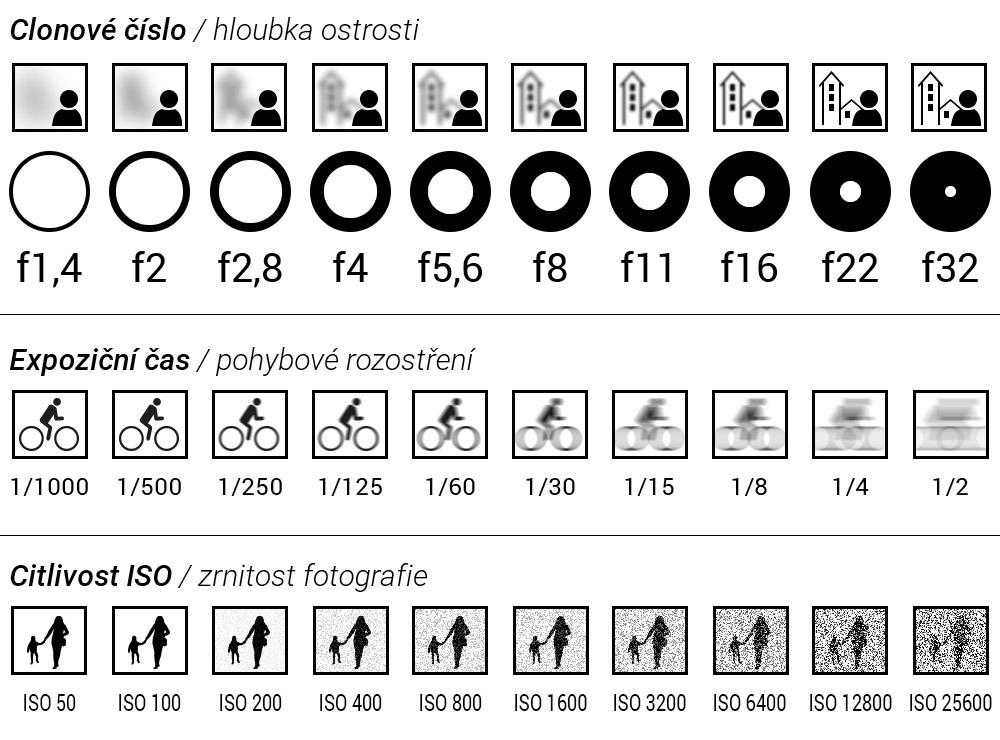 Clonové číslo / hloubka ostrosti
f1,4 f2 f2,8 f4 f5,6 f8 f11 f16 f22 f32
Expoziční čas / pohybové rozostření
1/1000 1/500 1/250 1/125 1/60 1/30 1/15 1/8 1/4 1/2
Citlivost ISO / zrnitost fotografie
ISO 50 ISO 100 ISO 200 ISO 400 ISO 800 ISO 1600 ISO 3200 ISO 6400 ISO 12800 ISO 25600